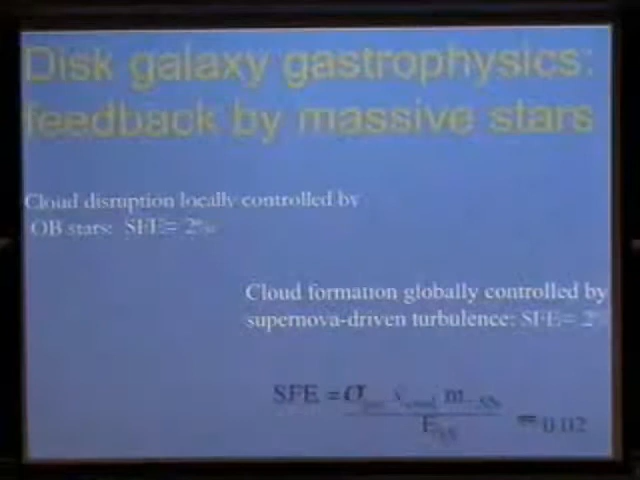 Disk galaxy gastrophysics:
feedback by massive stars
Cloud disruption locally controlled by
OB stars: SFE= 2%
Cloud formation globally controlled by
supernova-driven turbulence: SFE= 2%
SFE = σ v m
E
= 0.02